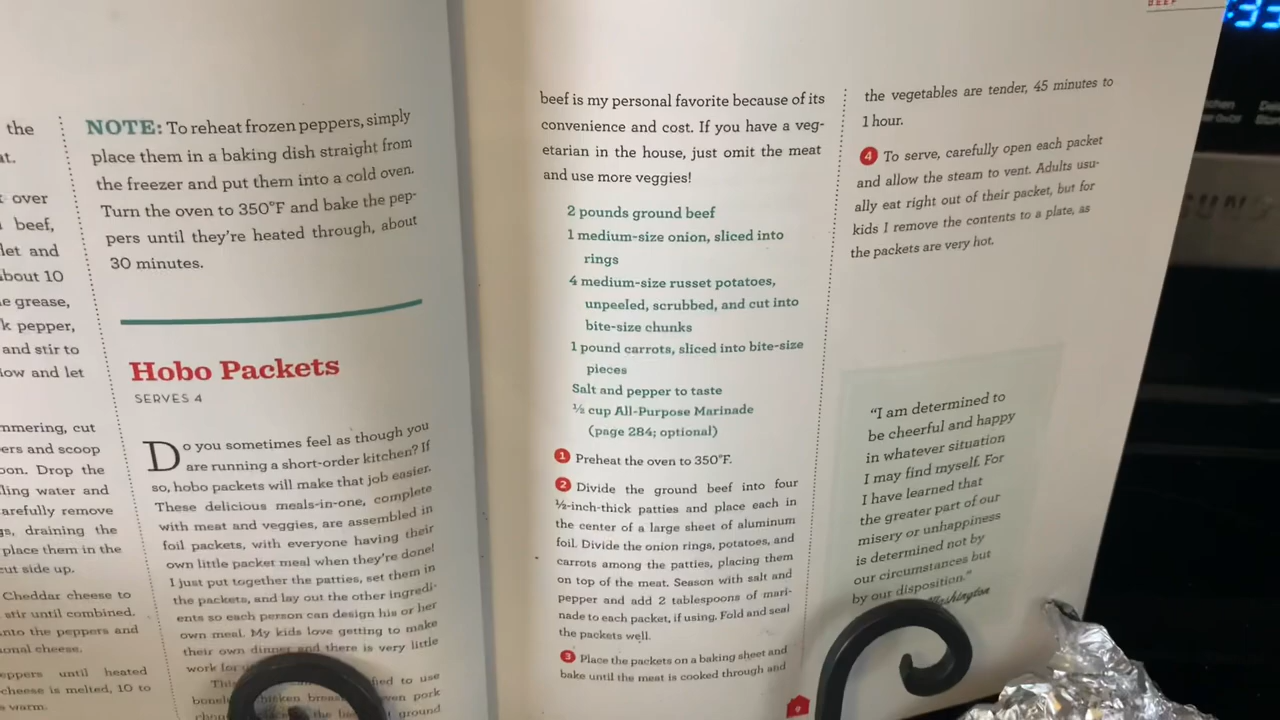 the
at.
over
beef,
let and
about 10
e grease,
k pepper,
and stir to
low and let
mmering, cut
ers and scoop
oon. Drop the
ling water and
arefully remove
gs, draining the
place them in the
cut side up.
Cheddar cheese to
stir until combined.
into the peppers and
onal cheese.
eppers until heated
cheese is melted, 10 to
warm.
NOTE: To reheat frozen peppers, simply
place them in a baking dish straight from
the freezer and put them into a cold oven.
Turn the oven to 350°F and bake the pep-
pers until they're heated through, about
30 minutes.
Hobo Packets
SERVES 4
Do you sometimes feel as though you
are running a short-order kitchen? If
so, hobo packets will make that job easier.
These delicious meals-in-one, complete
with meat and veggies, are assembled in
foil packets, with everyone having their
own little packet meal when they're done!
I just put together the patties, set them in
the packets, and lay out the other ingredi-
ents so each person can design his or her
own meal. My kids love getting to make
their own dinner and there is very little
work for
This to use
chicken even pork
the ground
beef is my personal favorite because of its
convenience and cost. If you have a veg-
etarian in the house, just omit the meat
and use more veggies!
2 pounds ground beef
1 medium-size onion, sliced into
rings
4 medium-size russet potatoes,
unpeeled, scrubbed, and cut into
bite-size chunks
1 pound carrots, sliced into bite-size
pieces
Salt and pepper to taste
½ cup All-Purpose Marinade
(page 284; optional)
1 Preheat the oven to 350°F.
2 Divide the ground beef into four
½-inch-thick patties and place each in
the center of a large sheet of aluminum
foil. Divide the onion rings, potatoes, and
carrots among the patties, placing them
on top of the meat. Season with salt and
pepper and add 2 tablespoons of mari-
nade to each packet, if using. Fold and seal
the packets well.
3 Place the packets on a baking sheet and
bake until the meat is cooked through and
9
BEEF
the vegetables are tender, 45 minutes to
1 hour.
4 To serve, carefully open each packet
and allow the steam to vent. Adults usu-
ally eat right out of their packet, but for
kids I remove the contents to a plate, as
the packets are very hot.
"I am determined to
be cheerful and happy
in whatever situation
I may find myself. For
I have learned that
the greater part of our
misery or unhappiness
is determined not by
our circumstances but
by our disposition."
Washington